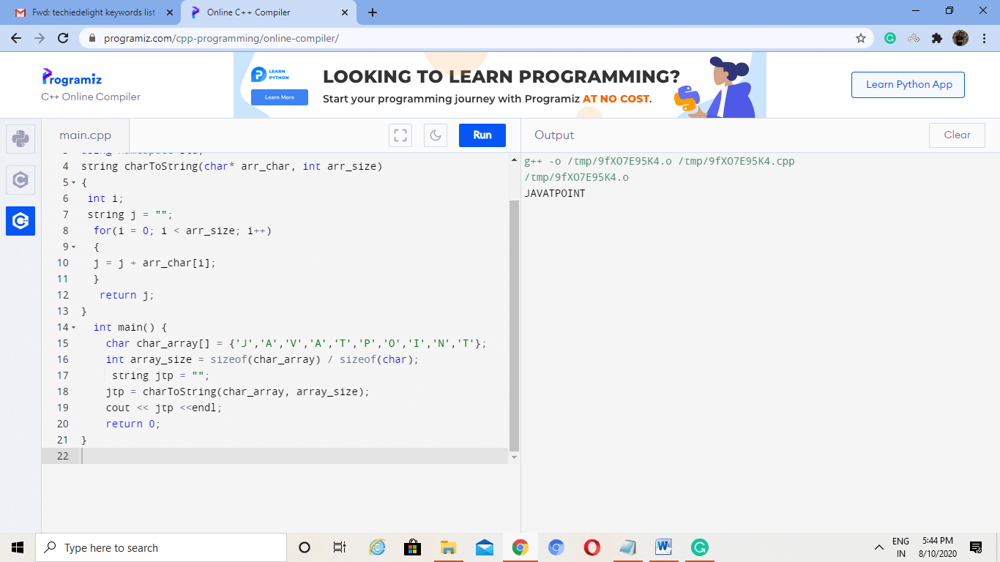 Fwd: techiedelight keywords list
Online C++ Compiler
programiz.com/cpp-programming/online-compiler/
Programiz
C++ Online Compiler
LEARN
PYTHON
Learn More
LOOKING TO LEARN PROGRAMMING?
Start your programming journey with Programiz AT NO COST.
Learn Python App
main.cpp
Run
Output
Clear
4 string charToString(char* arr_char, int arr_size)
5 {
6 int i;
7 string j = "";
8 for(i = 0; i < arr_size; i++)
9 {
10 j = j + arr_char[i];
11 }
12 return j;
13 }
14 int main() {
15 char char_array[] = {'J','A','V','A','T','P','O','I','N','T'};
16 int array_size = sizeof(char_array) / sizeof(char);
17 string jtp = "";
18 jtp = charToString(char_array, array_size);
19 cout << jtp <<endl;
20 return 0;
21 }
22
g++ -o /tmp/9fXO7E95K4.o /tmp/9fXO7E95K4.cpp
/tmp/9fXO7E95K4.o
JAVATPOINT
Type here to search
ENG
IN
5:44 PM
8/10/2020